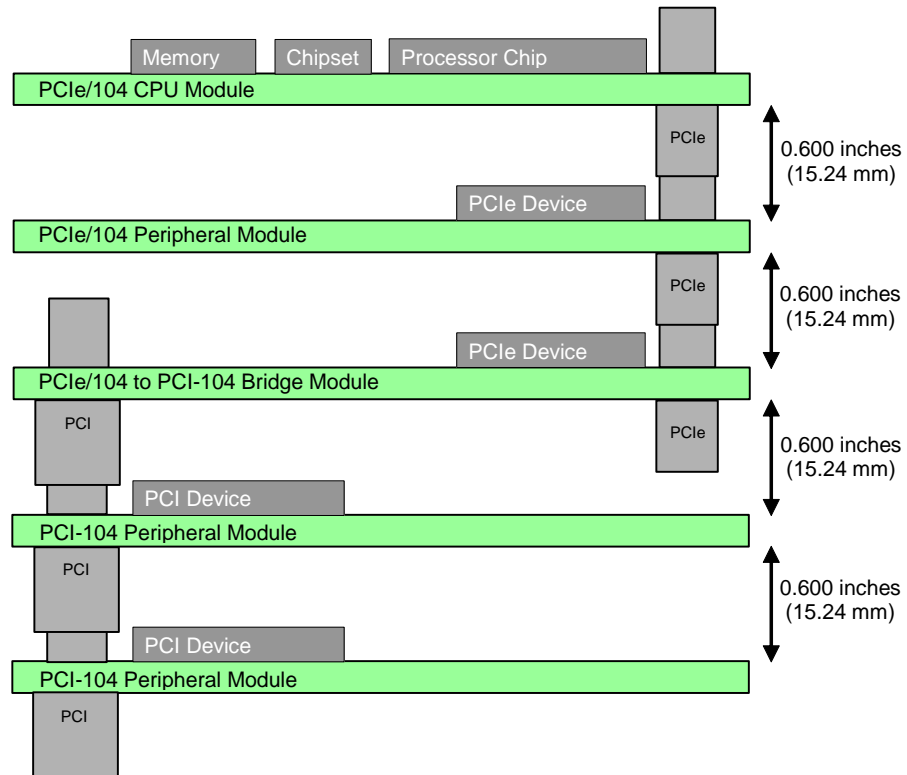 Memory
Chipset
Processor Chip
PCIe/104 CPU Module
PCIe
0.600 inches
(15.24 mm)
PCIe Device
PCIe/104 Peripheral Module
PCIe
0.600 inches
(15.24 mm)
PCIe Device
PCIe/104 to PCI-104 Bridge Module
PCI
PCIe
0.600 inches
(15.24 mm)
PCI Device
PCI-104 Peripheral Module
PCI
0.600 inches
(15.24 mm)
PCI Device
PCI-104 Peripheral Module
PCI